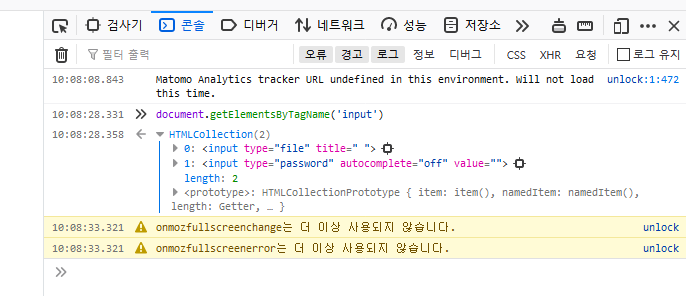 검사기 콘솔 디버거 네트워크 성능 저장소
필터 출력 오류 경고 로그 정보 디버그 CSS XHR 요청 로그 유지
10:08:08.843 Matomo Analytics tracker URL undefined in this environment. Will not load unlock:1:472
this time.
10:08:28.331 document.getElementsByTagName('input')
10:08:28.358 HTMLCollection(2)
0: <input type="file" title=" ">
1: <input type="password" autocomplete="off" value="">
length: 2
<prototype>: HTMLCollectionPrototype { item: item(), namedItem: namedItem(),
length: Getter, … }
10:08:33.321 onmozfullscreenchange는 더 이상 사용되지 않습니다. unlock
10:08:33.321 onmozfullscreenerror는 더 이상 사용되지 않습니다. unlock